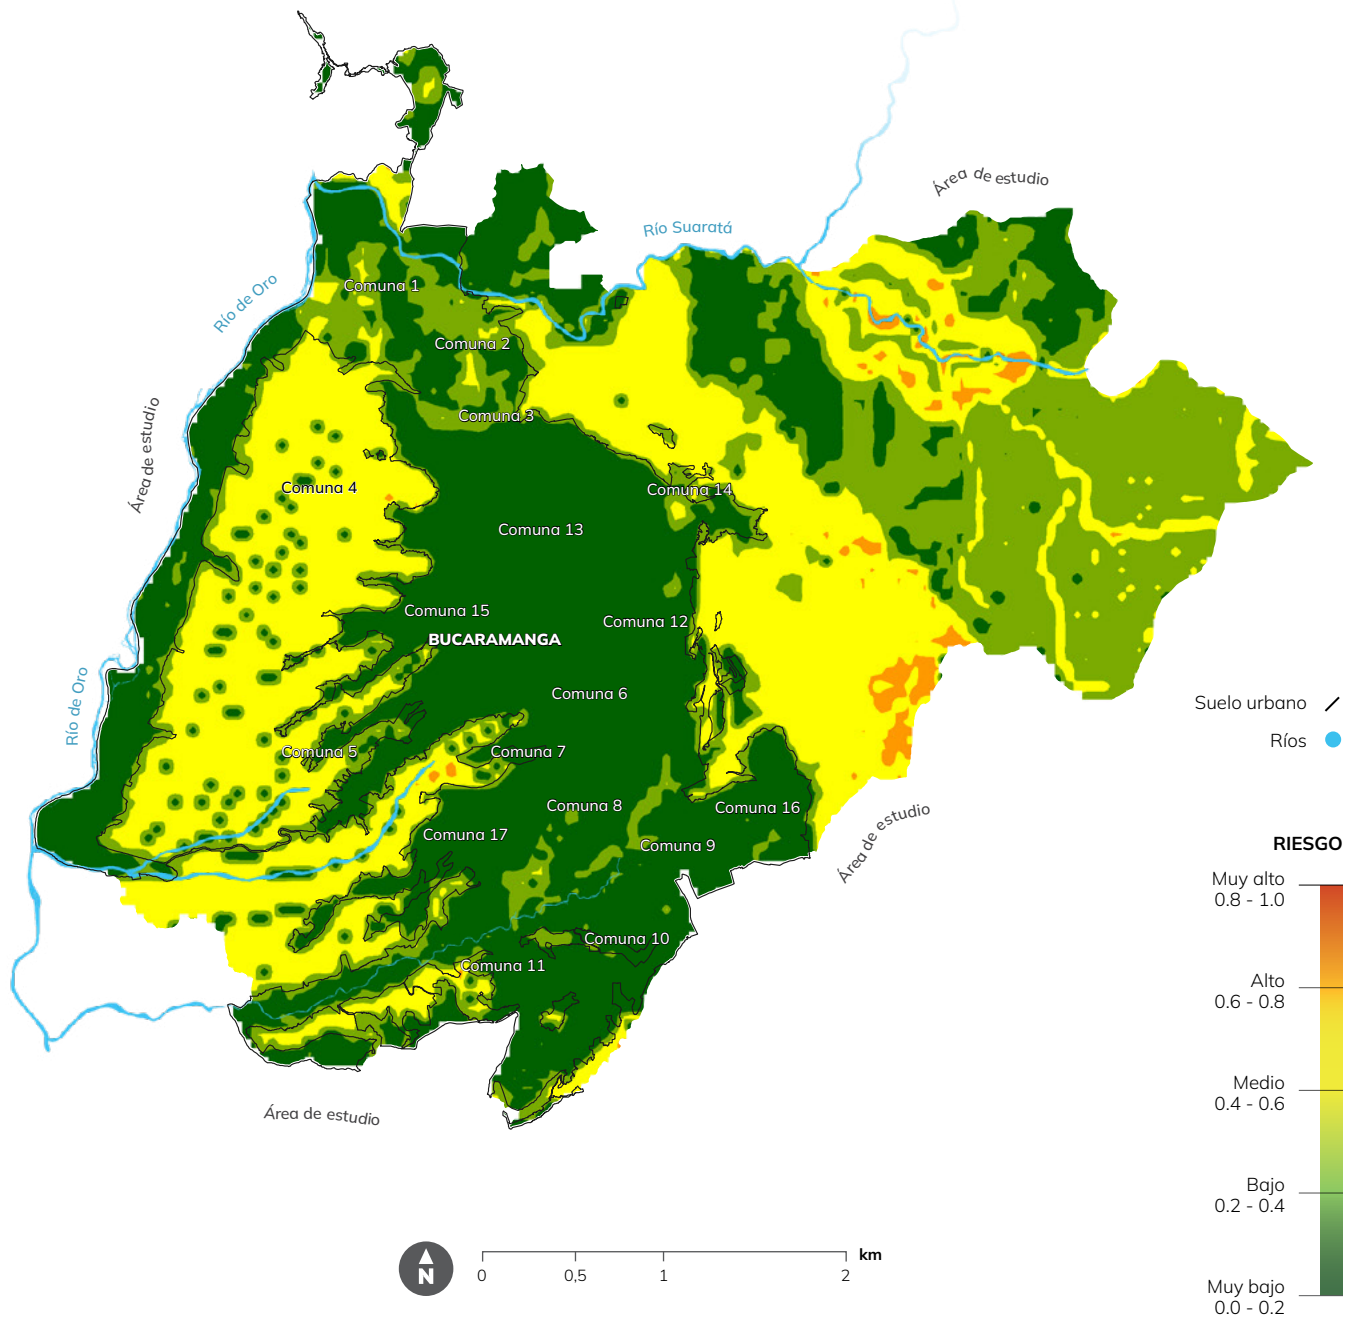 Área de estudio
Río Suaratá
Río de Oro
Comuna 1
Comuna 2
Comuna 3
Área de estudio
Comuna 4
Comuna 14
Comuna 13
Comuna 15
Comuna 12
BUCARAMANGA
Río de Oro
Comuna 6
Comuna 5
Comuna 7
Comuna 8
Comuna 16
Comuna 17
Comuna 9
Área de estudio
Comuna 10
Comuna 11
Área de estudio
Suelo urbano
Ríos
RIESGO
Muy alto
0.8 - 1.0
Alto
0.6 - 0.8
Medio
0.4 - 0.6
Bajo
0.2 - 0.4
Muy bajo
0.0 - 0.2
N
km
0 0,5 1 2